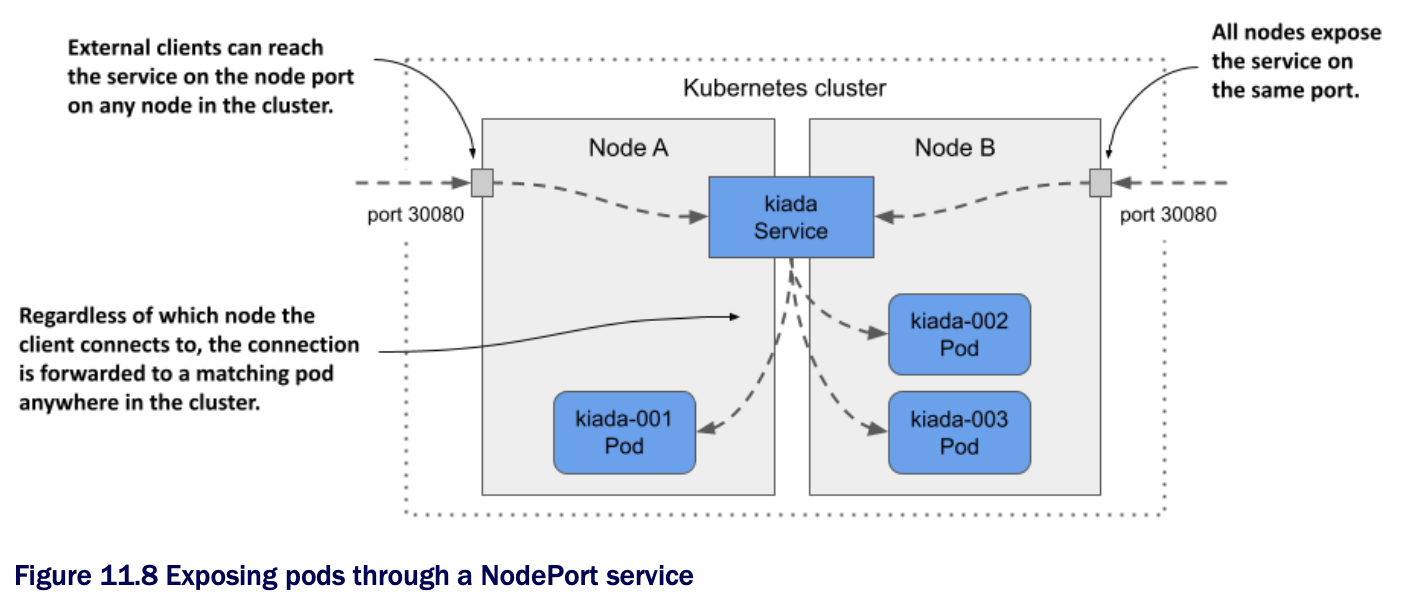 External clients can reach
the service on the node port
on any node in the cluster.
All nodes expose
the service on
the same port.
Kubernetes cluster
Node A
Node B
port 30080
kiada
Service
port 30080
Regardless of which node the
client connects to, the connection
is forwarded to a matching pod
anywhere in the cluster.
kiada-002
Pod
kiada-001
Pod
kiada-003
Pod
Figure 11.8 Exposing pods through a NodePort service